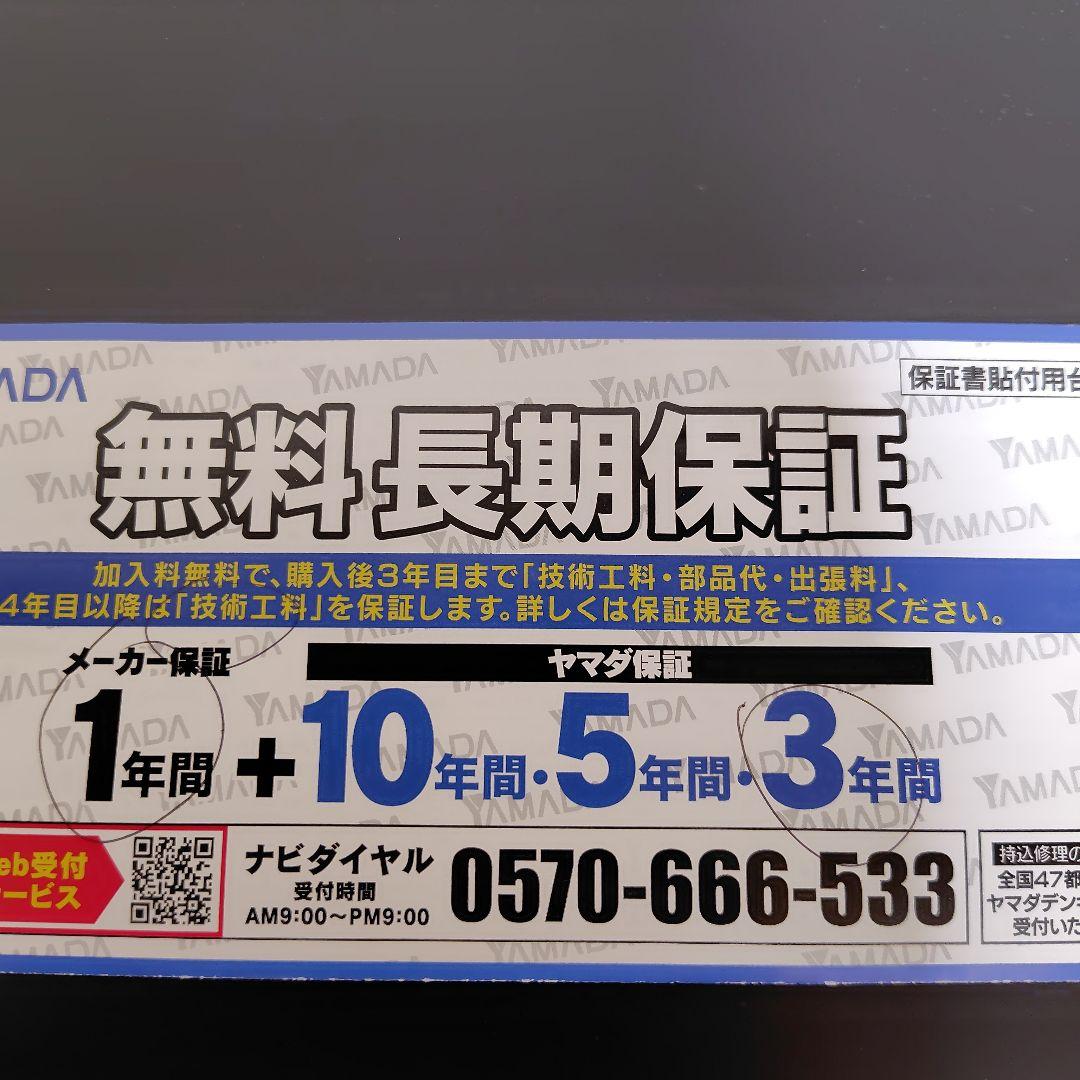 YAMADA
保証書貼付用台
無料長期保証
加入料無料で、購入後3年目まで「技術工料・部品代・出張料」、
4年目以降は「技術工料」を保証します。詳しくは保証規定をご確認ください。
メーカー保証
ヤマダ保証
1年間+10年間・5年間・3年間
eb受付
ービス
ナビダイヤル
受付時間
AM9:00〜PM9:00
0570-666-533
持込修理の
全国47都
ヤマダデン
受付いた